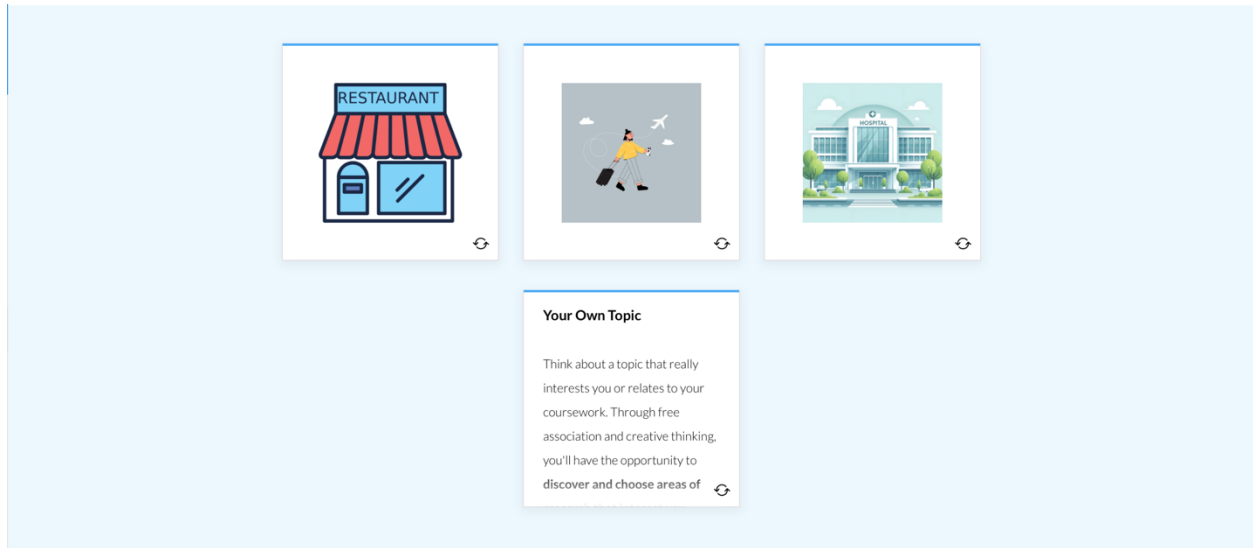 RESTAURANT
HOSPITAL
Your Own Topic
Think about a topic that really
interests you or relates to your
coursework. Through free
association and creative thinking,
you'll have the opportunity to
discover and choose areas of